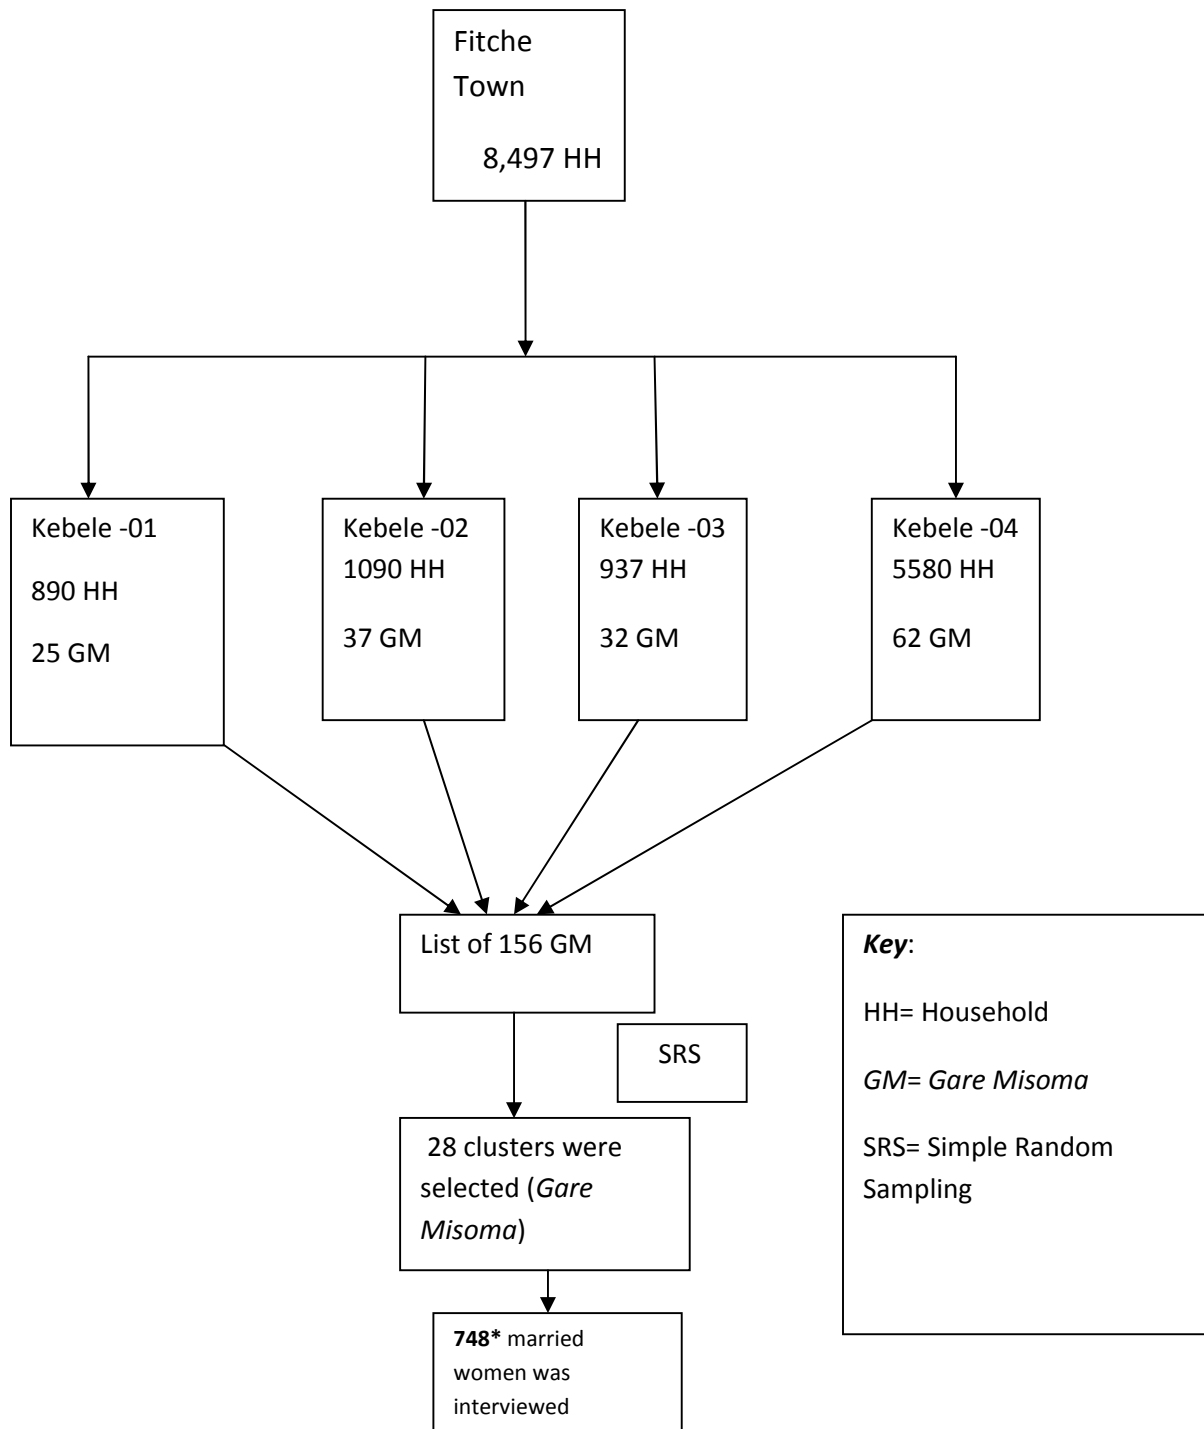 Fitche
Town
8,497 HH
Kebele -01
890 HH
25 GM
Kebele -02
1090 HH
37 GM
Kebele -03
937 HH
32 GM
Kebele -04
5580 HH
62 GM
List of 156 GM
SRS
28 clusters were
selected (Gare
Misoma)
748* married
women was
interviewed
Key:
HH= Household
GM= Gare Misoma
SRS= Simple Random
Sampling